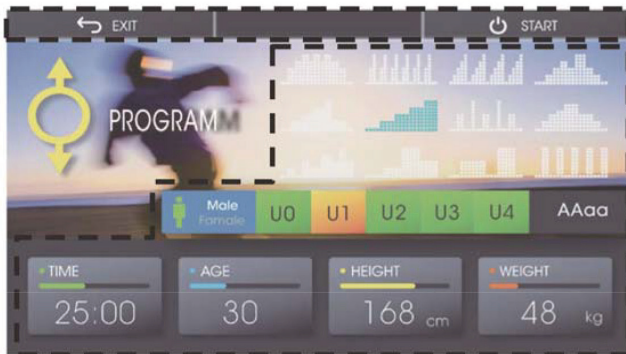 EXIT START
PROGRAM
Male
Famale
U0 U1 U2 U3 U4 AAaa
TIME AGE HEIGHT WEIGHT
25:00 30 168 cm 48 kg